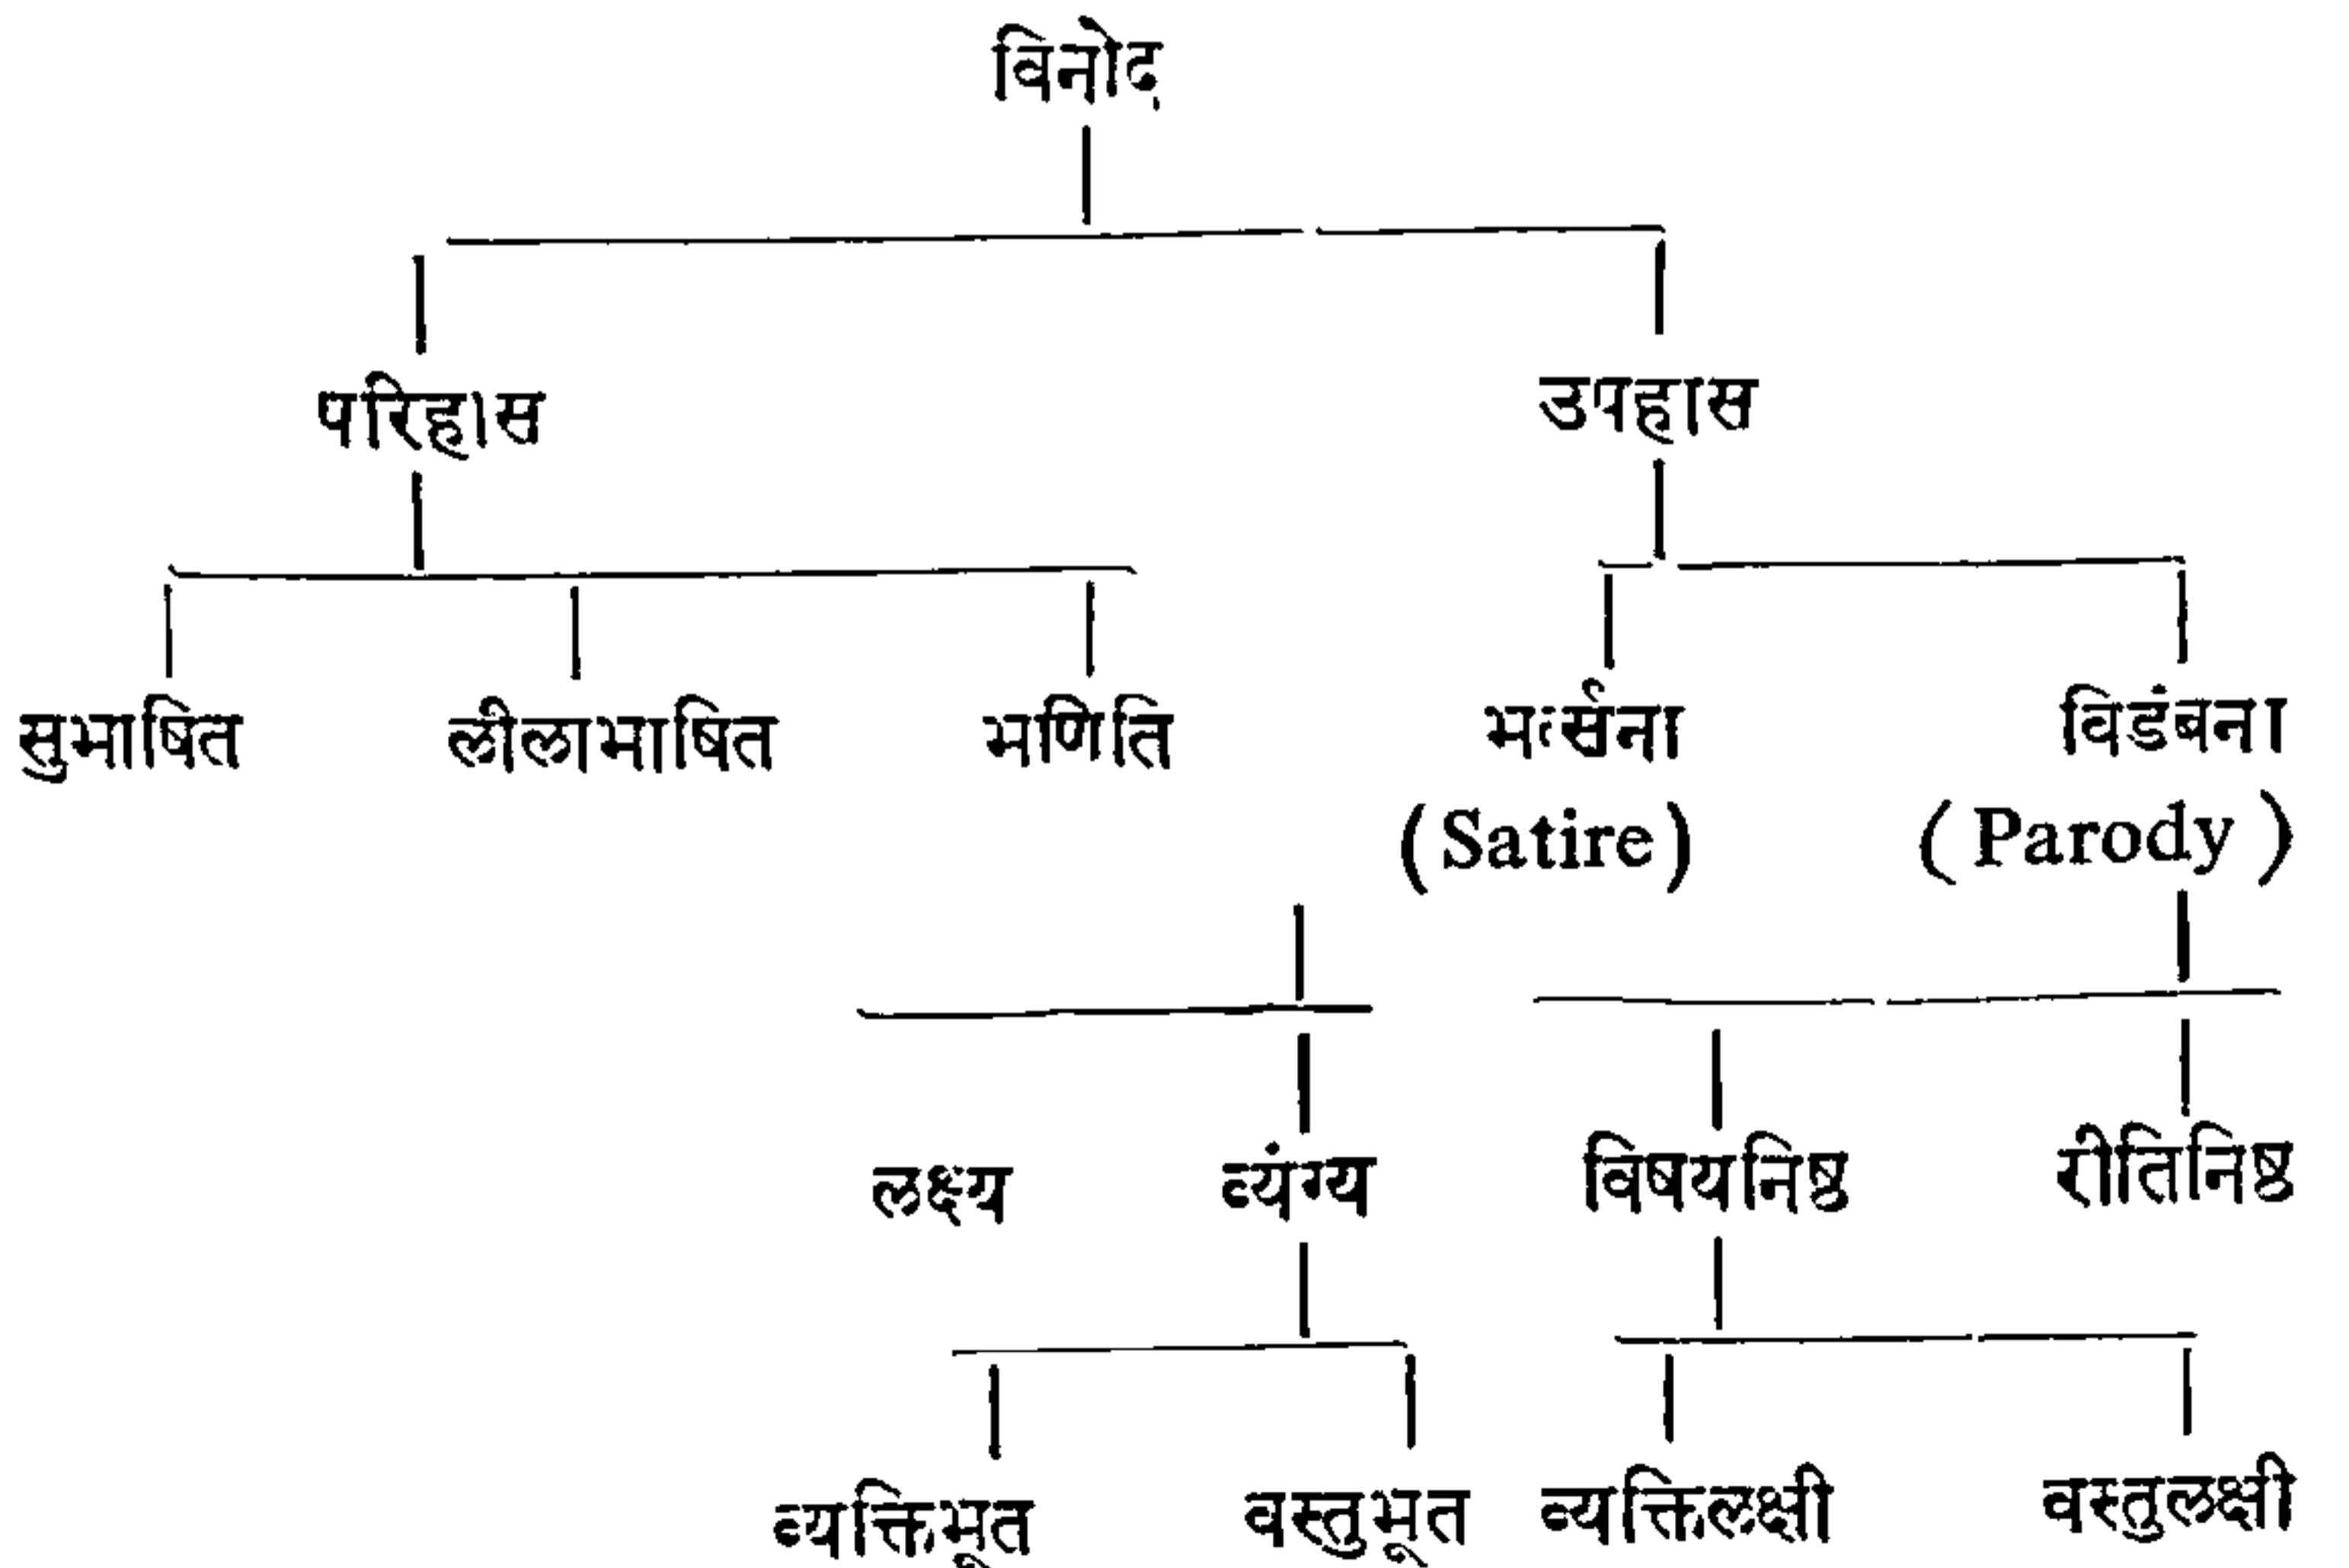 विनोद
परिहास उपहास
सुभाषित लीलाभाषित भणिति भर्त्सना विडंबना
(Satire) ( Parody )
लक्ष्य व्यंग्य विषयनिष्ठ रीतिनिष्ठ
व्यक्तिभूत वस्तुभूत व्यक्तिलक्षी वस्तुलक्षी